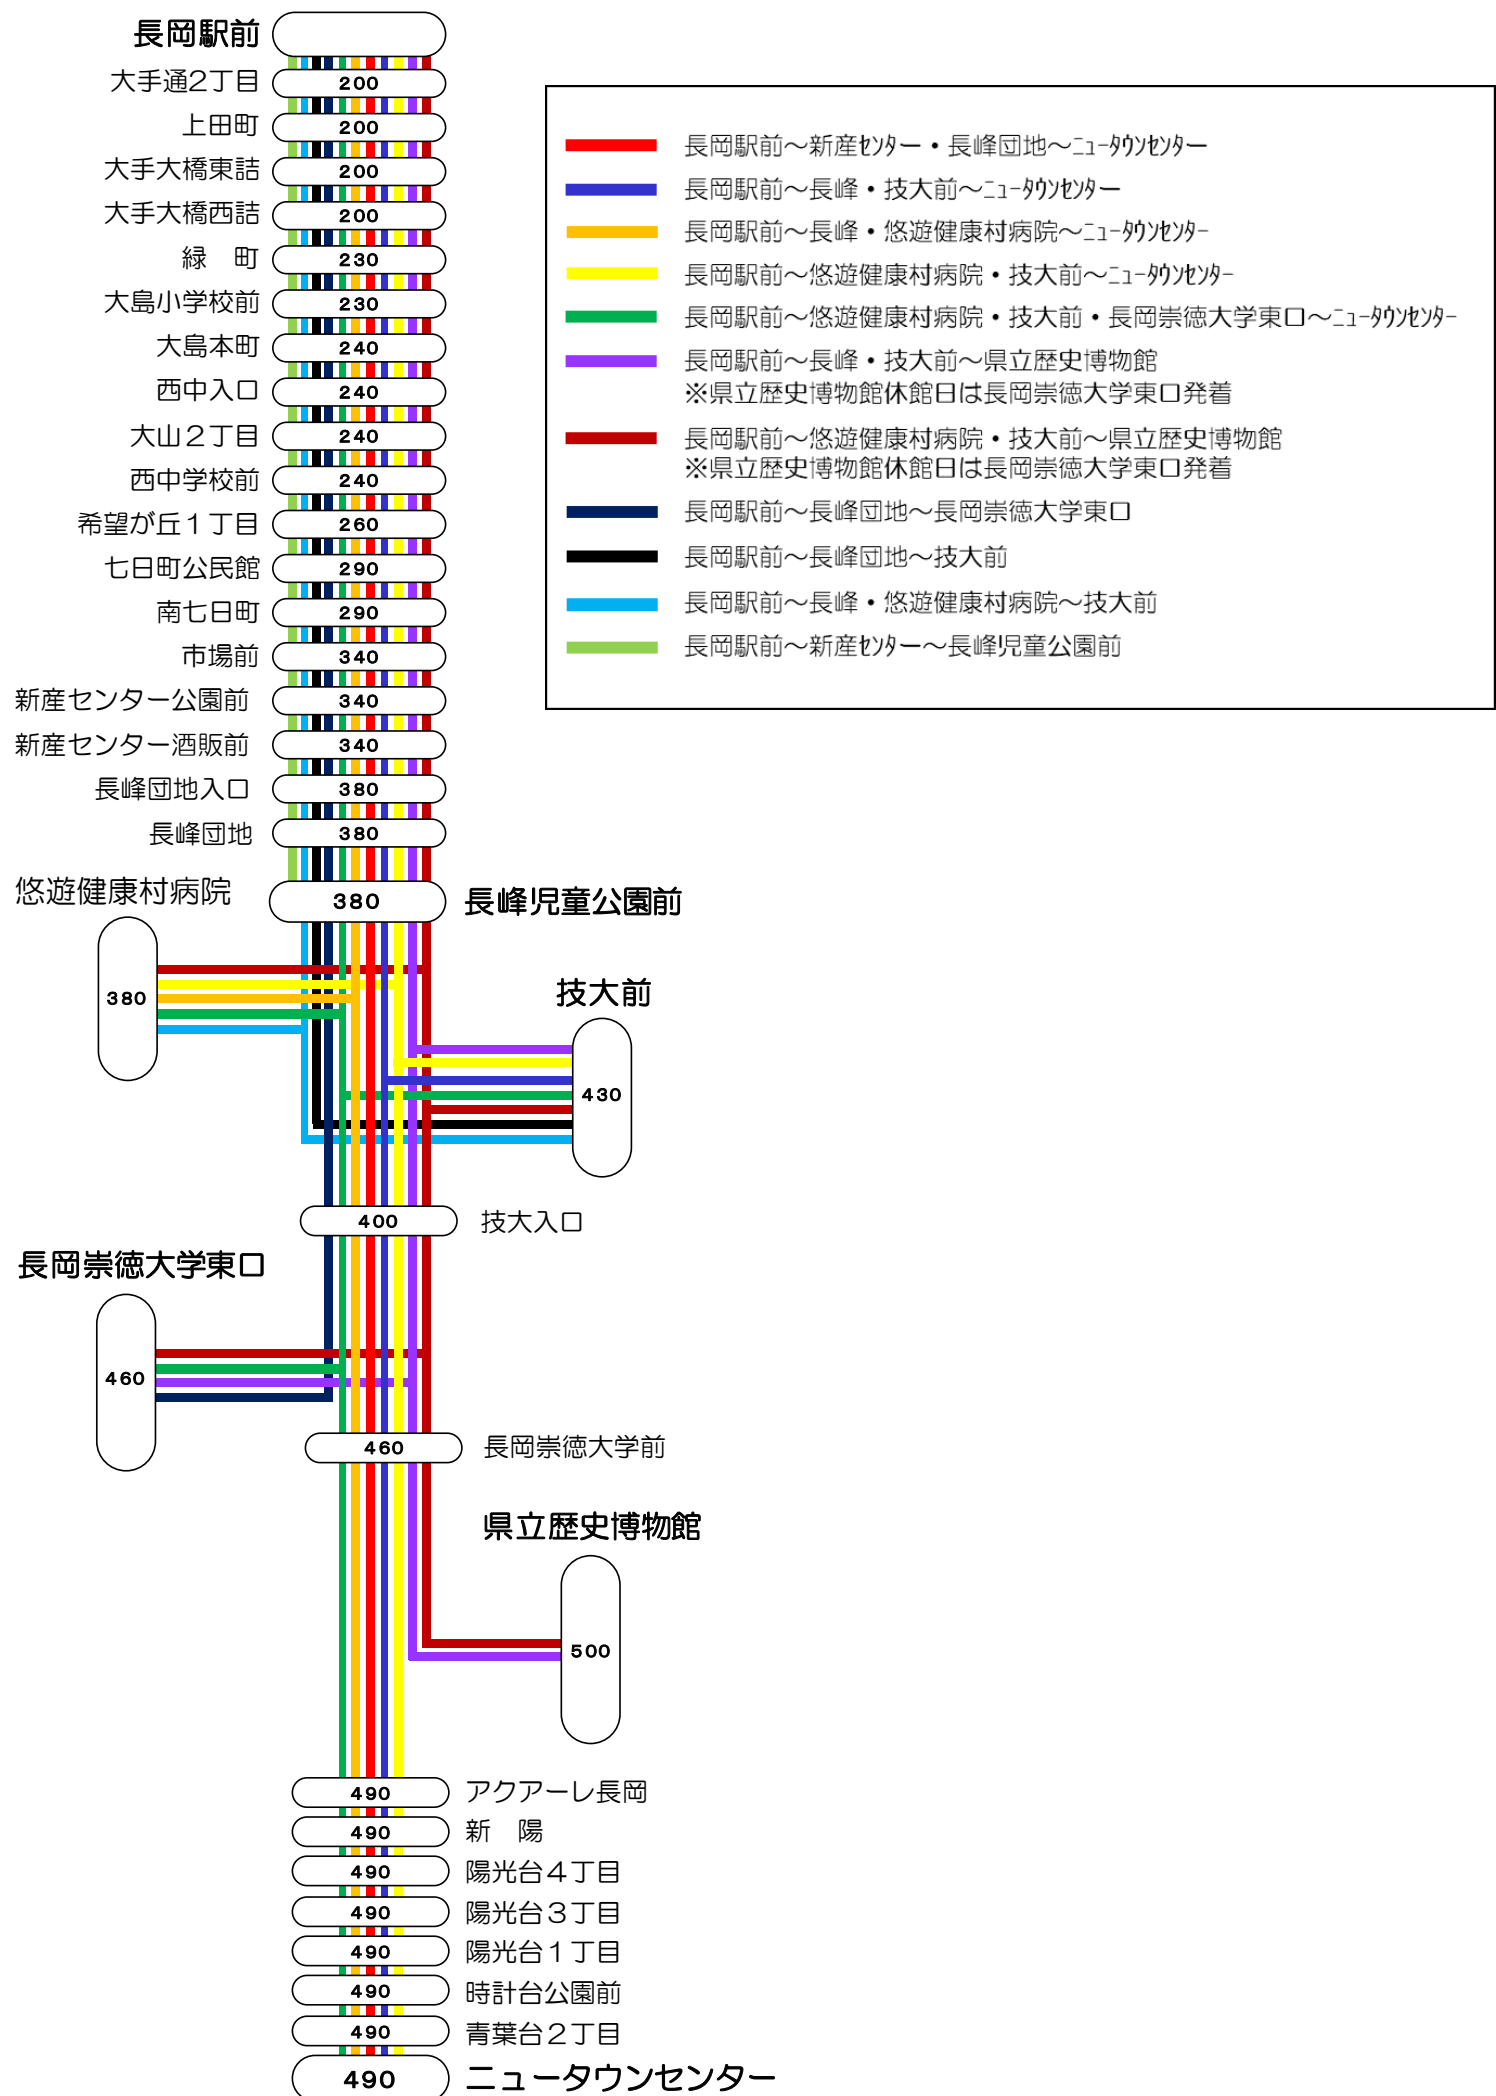 長岡駅前
大手通2丁目 200
上田町 200
大手大橋東詰 200
大手大橋西詰 200
緑　町 230
大島小学校前 230
大島本町 240
西中入口 240
大山２丁目 240
西中学校前 240
希望が丘１丁目 260
七日町公民館 290
南七日町 290
市場前 340
新産センター公園前 340
新産センター酒販前 340
長峰団地入口 380
長峰団地 380
380 長峰児童公園前
悠遊健康村病院
380
技大前
430
400 技大入口
長岡崇徳大学東口
460
460 長岡崇徳大学前
県立歴史博物館
500
490 アクアーレ長岡
490 新　陽
490 陽光台４丁目
490 陽光台３丁目
490 陽光台１丁目
490 時計台公園前
490 青葉台２丁目
490 ニュータウンセンター
長岡駅前～新産ｾﾝﾀー・長峰団地～ﾆｭｰﾀｳﾝｾﾝﾀー
長岡駅前～長峰・技大前～ﾆｭｰﾀｳﾝｾﾝﾀー
長岡駅前～長峰・悠遊健康村病院～ﾆｭｰﾀｳﾝｾﾝﾀｰ
長岡駅前～悠遊健康村病院・技大前～ﾆｭｰﾀｳﾝｾﾝﾀｰ
長岡駅前～悠遊健康村病院・技大前・長岡崇徳大学東口～ﾆｭｰﾀｳﾝｾﾝﾀｰ
長岡駅前～長峰・技大前～県立歴史博物館
※県立歴史博物館休館日は長岡崇徳大学東口発着
長岡駅前～悠遊健康村病院・技大前～県立歴史博物館
※県立歴史博物館休館日は長岡崇徳大学東口発着
長岡駅前～長峰団地～長岡崇徳大学東口
長岡駅前～長峰団地～技大前
長岡駅前～長峰・悠遊健康村病院～技大前
長岡駅前～新産ｾﾝﾀー～長峰児童公園前